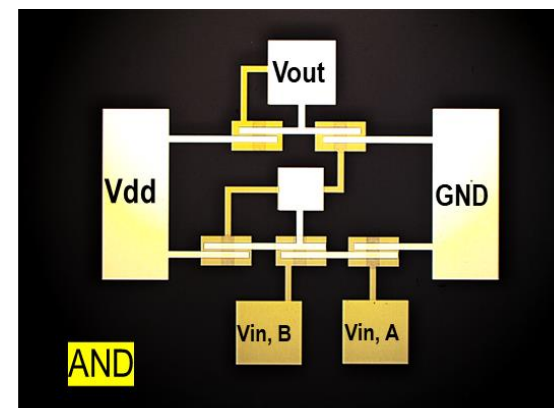 Vout
Vdd
GND
Vin, B
Vin, A
AND